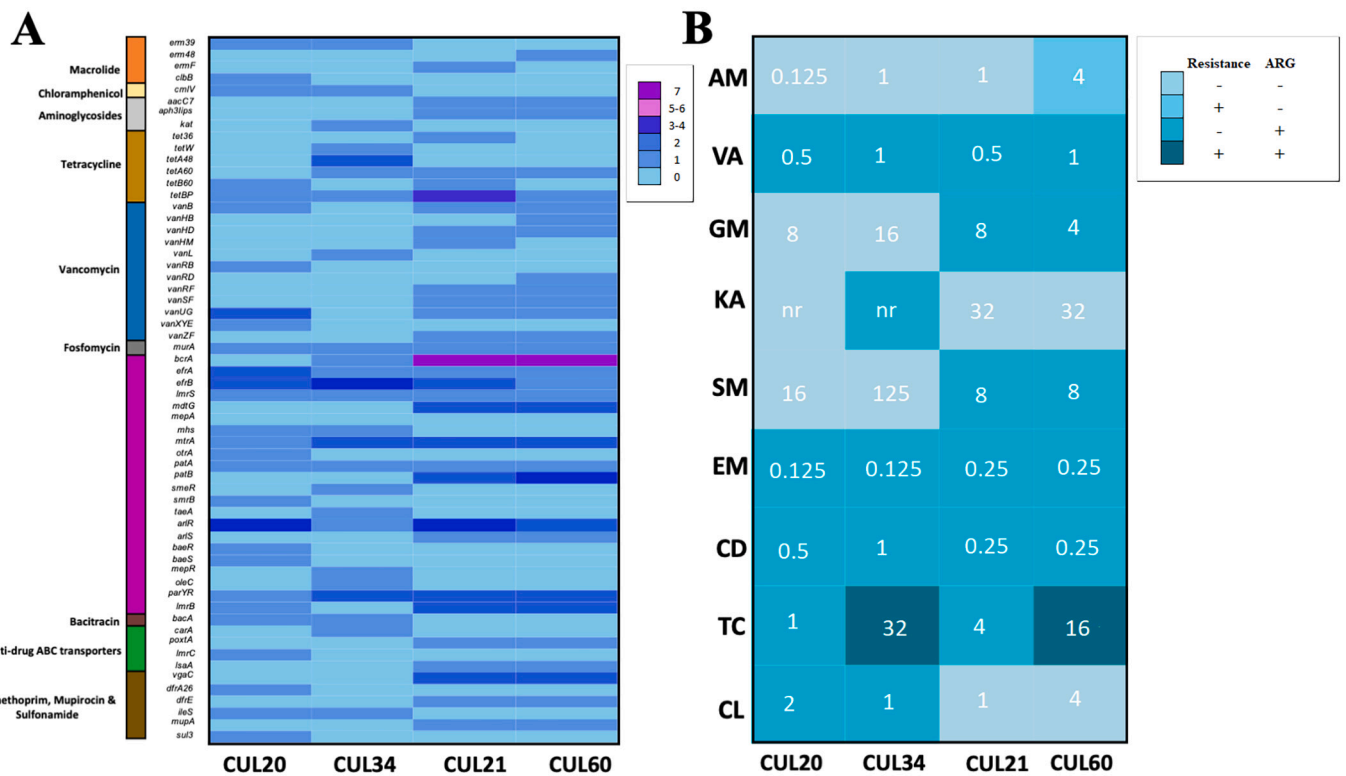 A
erm39
erm48
ermF
clbB
cmlV
aacC7
aph3lips
kat
tet36
tetW
tetA48
tetA60
tetB60
tetBP
vanB
vanHB
vanHD
vanHM
vanL
vanRB
vanRD
vanRF
vanSF
vanUG
vanXYE
vanZF
murA
bcrA
efrA
efrB
lmrS
mdtG
mepA
mhs
mtrA
otrA
patA
patB
smeR
smrB
taeA
arlR
arlS
baeR
baeS
mepR
oleC
parYR
lmrB
bacA
carA
poxtA
lmrC
lsaA
vgaC
dfrA26
dfrE
ileS
mupA
sul3
Macrolide
Chloramphenicol
Aminoglycosides
Tetracycline
Vancomycin
Fosfomycin
Bacitracin
ti-drug ABC transporters
ethoprim, Mupirocin &
Sulfonamide
CUL20 CUL34 CUL21 CUL60
7
5-6
3-4
2
1
0
B
AM 0.125 1 1 4
VA 0.5 1 0.5 1
GM 8 16 8 4
KA nr nr 32 32
SM 16 125 8 8
EM 0.125 0.125 0.25 0.25
CD 0.5 1 0.25 0.25
TC 1 32 4 16
CL 2 1 1 4
CUL20 CUL34 CUL21 CUL60
Resistance ARG
- -
+ -
- +
+ +